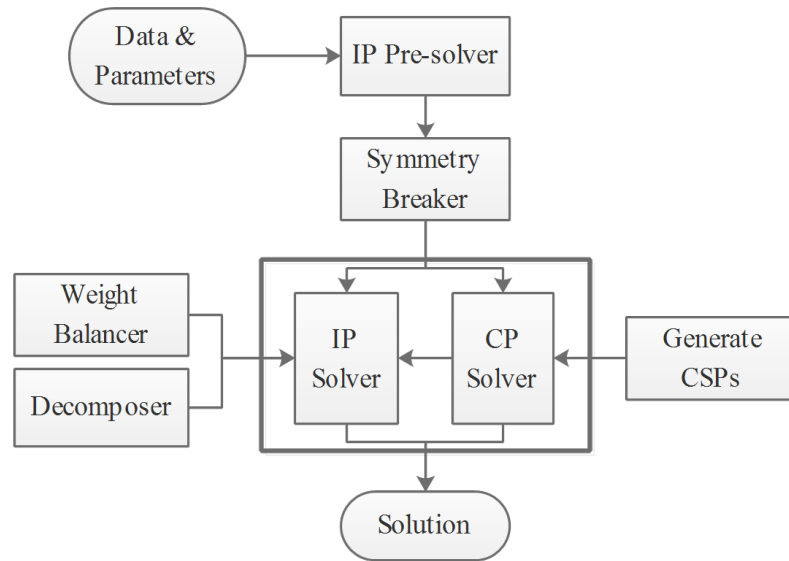 Data &
Parameters
IP Pre-solver
Symmetry
Breaker
Weight
Balancer
Decomposer
IP
Solver
CP
Solver
Generate
CSPs
Solution